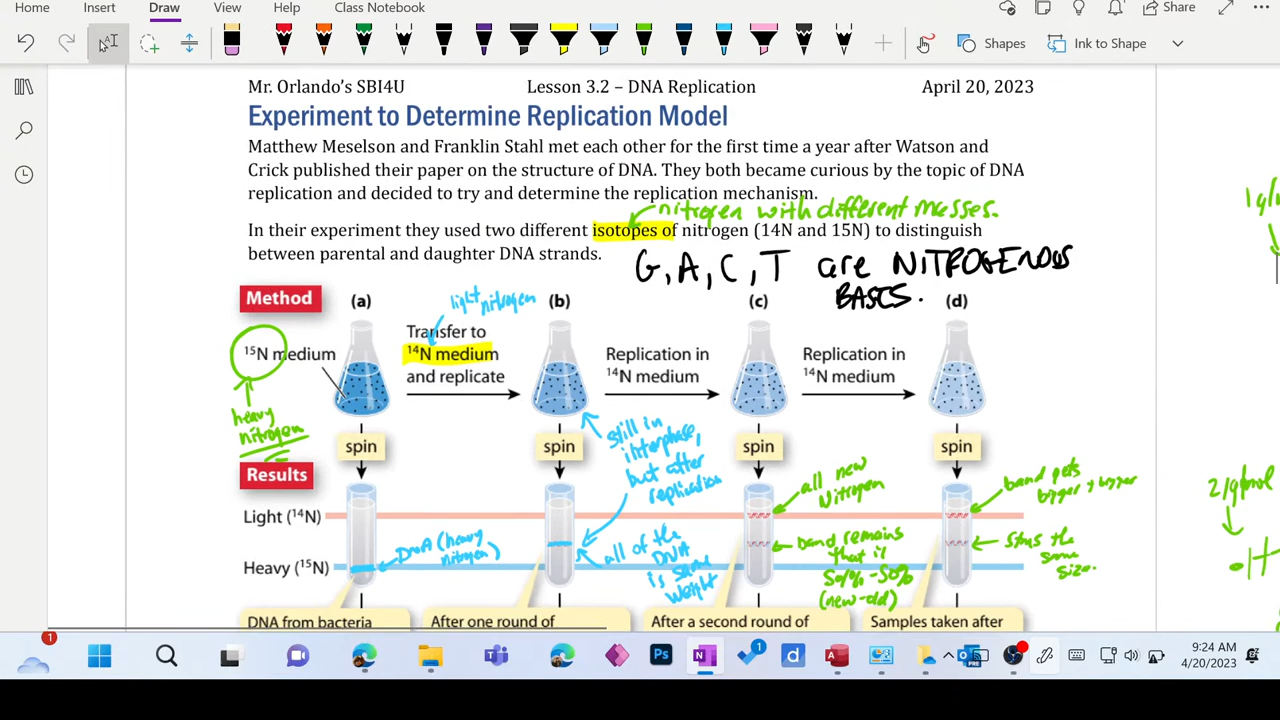 Home Insert Draw View History Help Class Notebook
Share
Shapes Ink to Shape
Mr. Orlando's SBI4U Lesson 3.2 – DNA Replication April 20, 2023
Experiment to Determine Replication Model
Matthew Meselson and Franklin Stahl met each other for the first time a year after Watson and
Crick published their paper on the structure of DNA. They both became curious by the topic of DNA
replication and decided to try and determine the replication mechanism.
nitrogen with different masses.
In their experiment they used two different isotopes of nitrogen (14N and 15N) to distinguish
between parental and daughter DNA strands.
G, A, C, T are NITROGENOUS
BASES.
Method (a) (b) (c) (d)
light nitrogen
15N medium
Transfer to
14N medium
and replicate
Replication in
14N medium
Replication in
14N medium
heavy
nitrogen
spin spin spin spin
still in
interphase,
but after
replication
Results
all new
Nitrogen
band gets
bigger + bigger
Light (14N)
DNA (heavy
nitrogen)
all of the
DNA
is same
weight
band remains
that is
50% - 50%
(new-old)
stays the
same
size.
Heavy (15N)
DNA from bacteria After one round of After a second round of Samples taken after
1
9:24 AM
4/20/2023